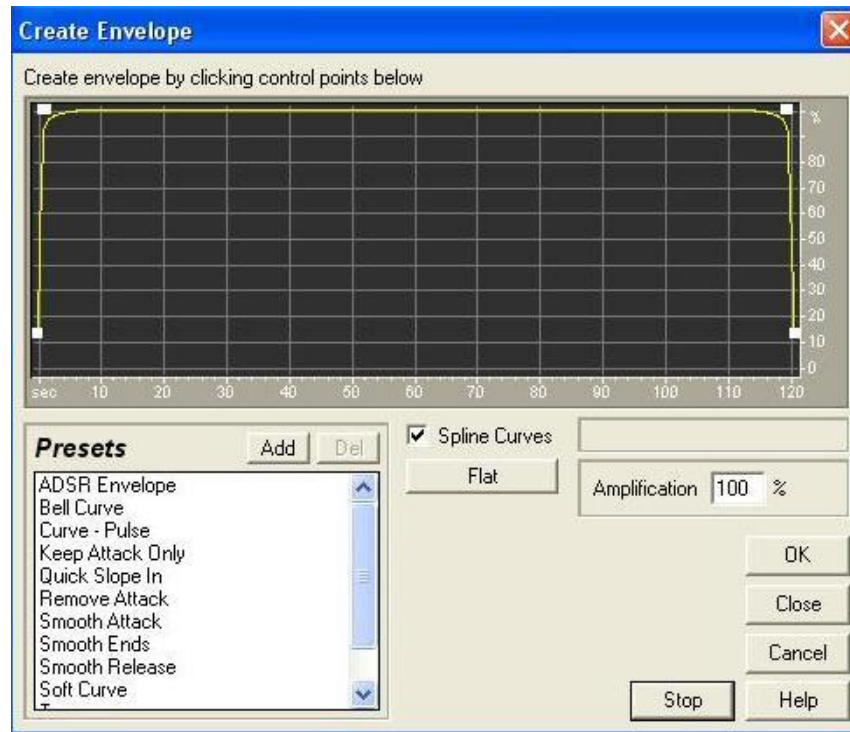 Create Envelope
Create envelope by clicking control points below
%
80
70
60
50
40
30
20
10
0
sec 10 20 30 40 50 60 70 80 90 100 110 120
Presets Add Del
ADSR Envelope
Bell Curve
Curve - Pulse
Keep Attack Only
Quick Slope In
Remove Attack
Smooth Attack
Smooth Ends
Smooth Release
Soft Curve
Spline Curves
Flat
Amplification 100 %
OK
Close
Cancel
Stop Help